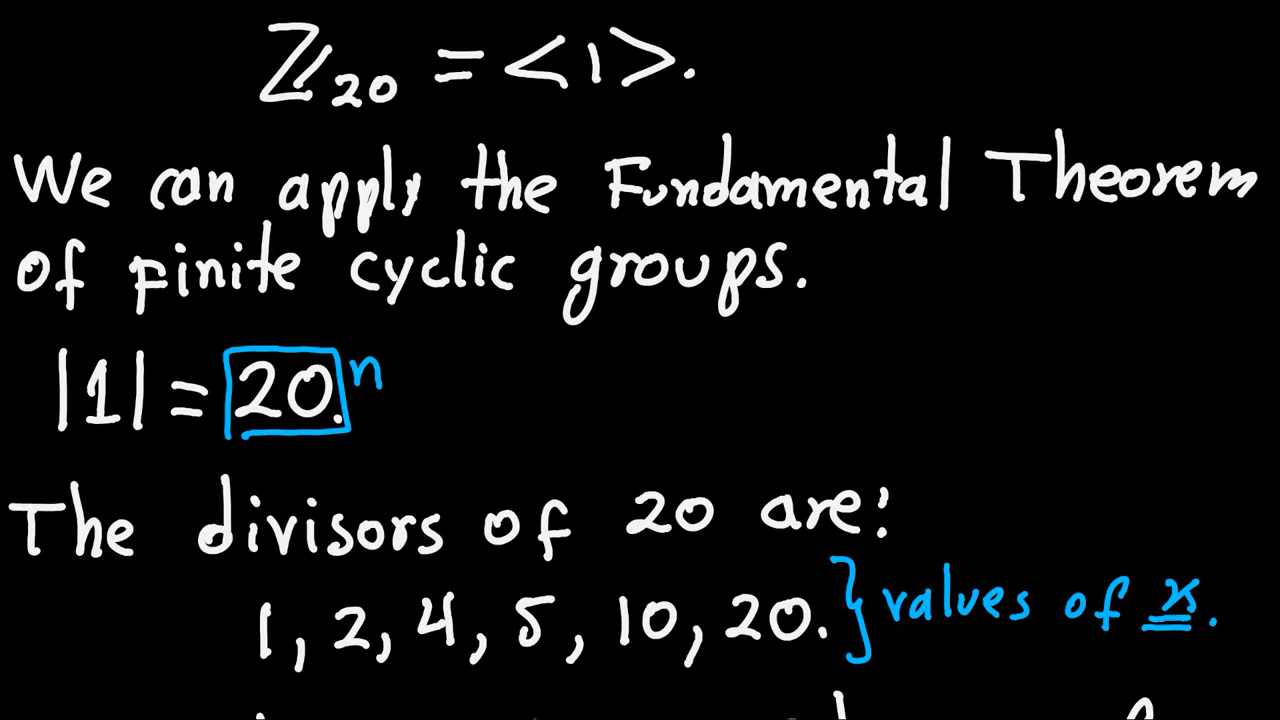 ℤ₂₀ = <1>.
We can apply the Fundamental Theorem
of finite cyclic groups.
|1| = 20. n
The divisors of 20 are:
1, 2, 4, 5, 10, 20. } values of